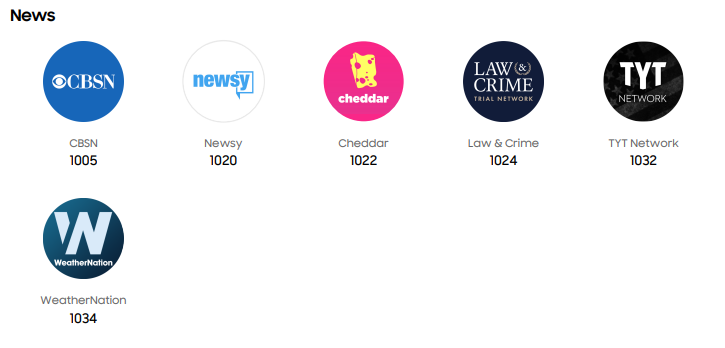 News
CBSN
newsy
cheddar
LAW &
CRIME
TRIAL NETWORK
TYT
NETWORK
CBSN
Newsy
Cheddar
Law & Crime
TYT Network
1005
1020
1022
1024
1032
W
WeatherNation
WeatherNation
1034